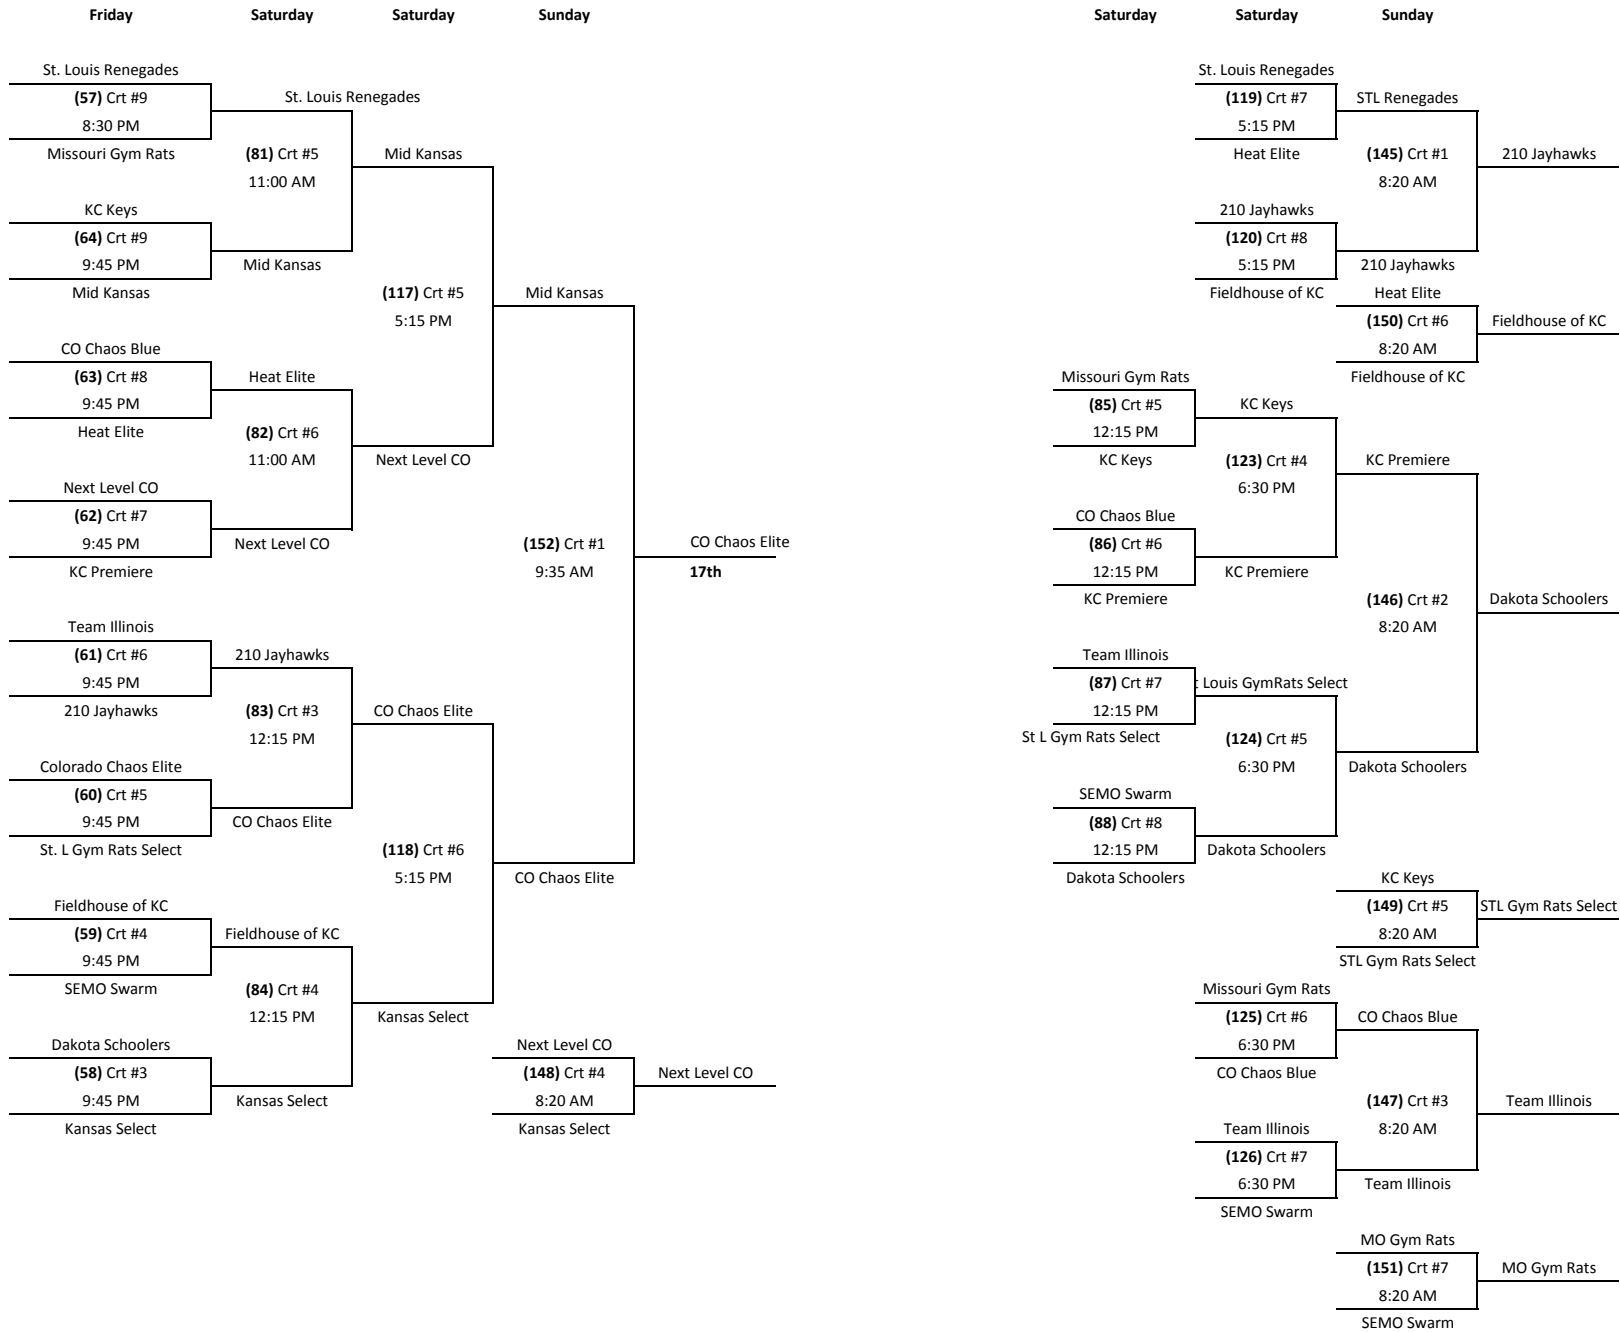 Friday Saturday Saturday Sunday Saturday Saturday Sunday
St. Louis Renegades
(57) Crt #9
8:30 PM
Missouri Gym Rats
KC Keys
(64) Crt #9
9:45 PM
Mid Kansas
CO Chaos Blue
(63) Crt #8
9:45 PM
Heat Elite
Next Level CO
(62) Crt #7
9:45 PM
KC Premiere
Team Illinois
(61) Crt #6
9:45 PM
210 Jayhawks
Colorado Chaos Elite
(60) Crt #5
9:45 PM
St. L Gym Rats Select
Fieldhouse of KC
(59) Crt #4
9:45 PM
SEMO Swarm
Dakota Schoolers
(58) Crt #3
9:45 PM
Kansas Select
St. Louis Renegades
(81) Crt #5
11:00 AM
Mid Kansas
Heat Elite
(82) Crt #6
11:00 AM
Next Level CO
210 Jayhawks
(83) Crt #3
12:15 PM
CO Chaos Elite
Fieldhouse of KC
(84) Crt #4
12:15 PM
Kansas Select
Mid Kansas
(117) Crt #5
5:15 PM
Next Level CO
CO Chaos Elite
(118) Crt #6
5:15 PM
Kansas Select
Mid Kansas
(152) Crt #1
9:35 AM
CO Chaos Elite
Next Level CO
(148) Crt #4
8:20 AM
Kansas Select
CO Chaos Elite
17th
Next Level CO
Missouri Gym Rats
(85) Crt #5
12:15 PM
KC Keys
CO Chaos Blue
(86) Crt #6
12:15 PM
KC Premiere
Team Illinois
(87) Crt #7
12:15 PM
St L Gym Rats Select
SEMO Swarm
(88) Crt #8
12:15 PM
Dakota Schoolers
St. Louis Renegades
(119) Crt #7
5:15 PM
Heat Elite
210 Jayhawks
(120) Crt #8
5:15 PM
Fieldhouse of KC
KC Keys
(123) Crt #4
6:30 PM
KC Premiere
t Louis GymRats Select
(124) Crt #5
6:30 PM
Dakota Schoolers
Missouri Gym Rats
(125) Crt #6
6:30 PM
CO Chaos Blue
Team Illinois
(126) Crt #7
6:30 PM
SEMO Swarm
STL Renegades
(145) Crt #1
8:20 AM
210 Jayhawks
Heat Elite
(150) Crt #6
8:20 AM
Fieldhouse of KC
KC Premiere
(146) Crt #2
8:20 AM
Dakota Schoolers
KC Keys
(149) Crt #5
8:20 AM
STL Gym Rats Select
CO Chaos Blue
(147) Crt #3
8:20 AM
Team Illinois
MO Gym Rats
(151) Crt #7
8:20 AM
SEMO Swarm
210 Jayhawks
Fieldhouse of KC
Dakota Schoolers
STL Gym Rats Select
Team Illinois
MO Gym Rats